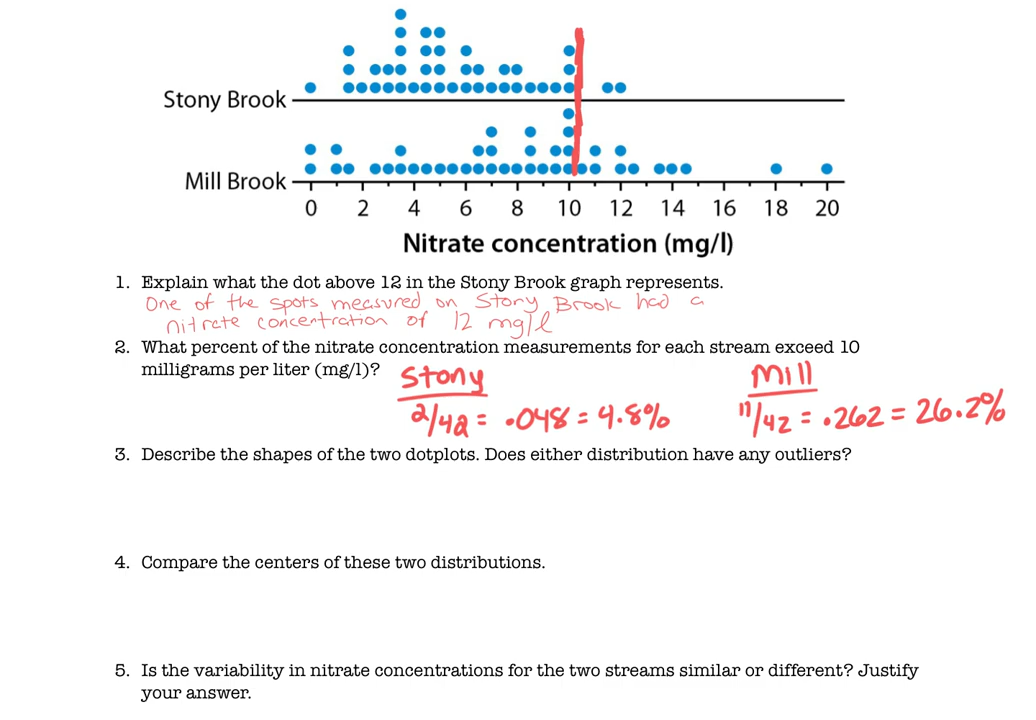 Stony Brook
Mill Brook
0 2 4 6 8 10 12 14 16 18 20
Nitrate concentration (mg/l)
1. Explain what the dot above 12 in the Stony Brook graph represents.
One of the spots measured on Stony Brook had a
nitrate concentration of 12 mg/l
2. What percent of the nitrate concentration measurements for each stream exceed 10
milligrams per liter (mg/l)?
Stony Mill
2/42 = .048 = 4.8% 11/42 = .262 = 26.2%
3. Describe the shapes of the two dotplots. Does either distribution have any outliers?
4. Compare the centers of these two distributions.
5. Is the variability in nitrate concentrations for the two streams similar or different? Justify
your answer.